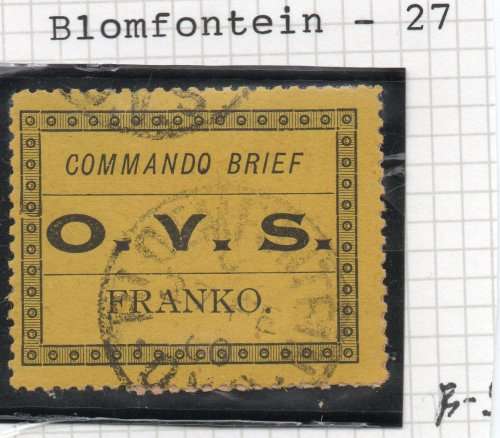 Blomfontein - 27
COMMANDO BRIEF
O. V. S.
FRANKO.